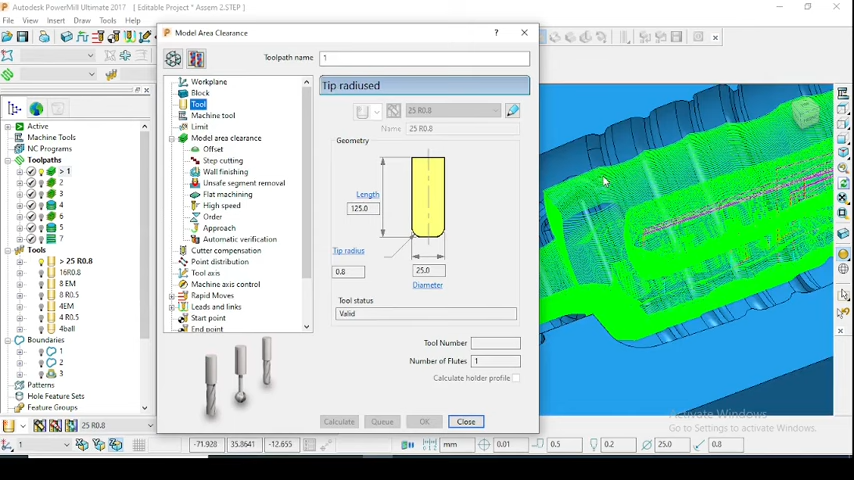 Autodesk PowerMill Ultimate 2017 [ Editable Project * Assem 2.STEP ]
File View Insert Draw Tools Help
Model Area Clearance
Toolpath name 1
Workplane
Block
Tool
Machine tool
Limit
Model area clearance
Offset
Step cutting
Wall finishing
Unsafe segment removal
Flat machining
High speed
Order
Approach
Automatic verification
Cutter compensation
Point distribution
Tool axis
Machine axis control
Rapid Moves
Leads and links
Start point
End point
Tip radiused
25 R0.8
Name 25 R0.8
Geometry
Length
125.0
Tip radius
0.8
25.0
Diameter
Tool status
Valid
Tool Number
Number of Flutes 1
Calculate holder profile
Calculate Queue OK Close
Active
Machine Tools
NC Programs
Toolpaths
> 1
2
3
4
6
5
7
Tools
> 25 R0.8
16R0.8
8 EM
8 R0.5
4EM
4 R0.5
4ball
Boundaries
1
2
3
Patterns
Hole Feature Sets
Feature Groups
25 R0.8
Activate Windows
Go to Settings to activate Windows.
1 -71.928 35.8641 -12.655 mm 0.01 0.5 0.2 25.0 0.8